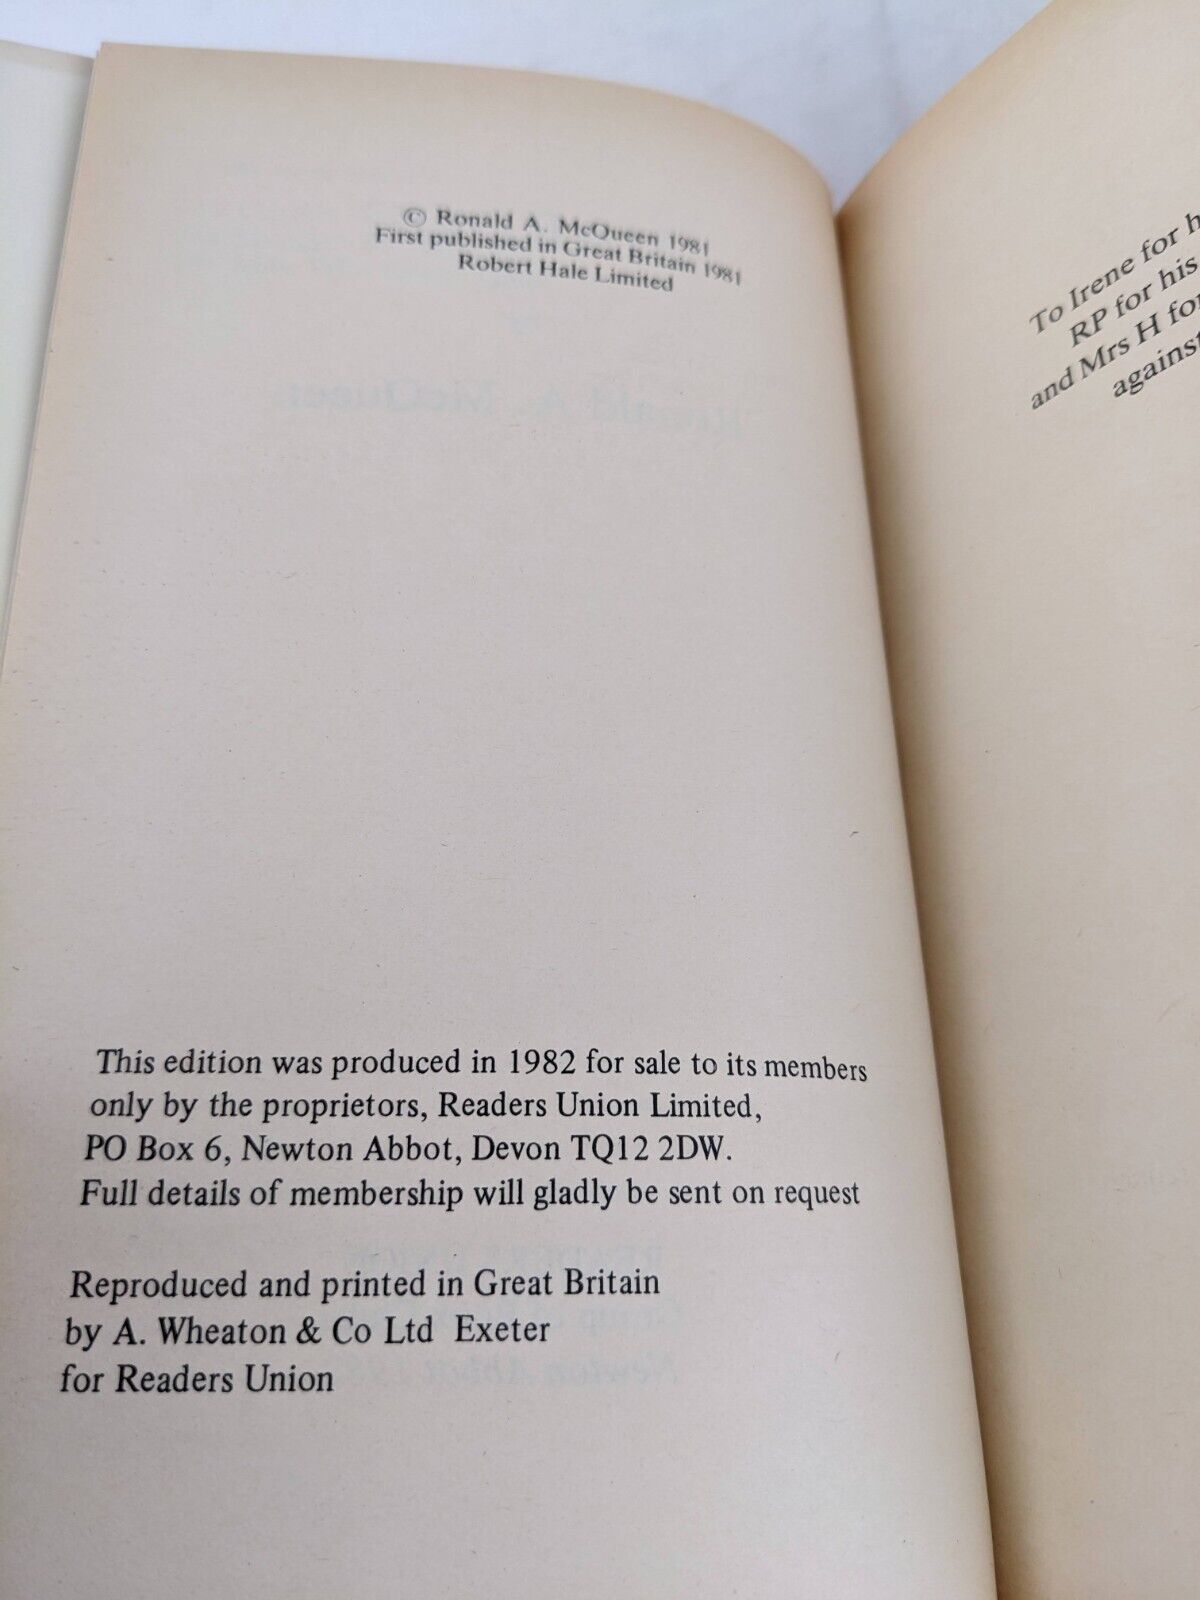 © Ronald A. McQueen 1981
First published in Great Britain 1981
Robert Hale Limited
This edition was produced in 1982 for sale to its members
only by the proprietors, Readers Union Limited,
PO Box 6, Newton Abbot, Devon TQ12 2DW.
Full details of membership will gladly be sent on request
Reproduced and printed in Great Britain
by A. Wheaton & Co Ltd Exeter
for Readers Union
To Irene for
RP for his
and Mrs H for
against